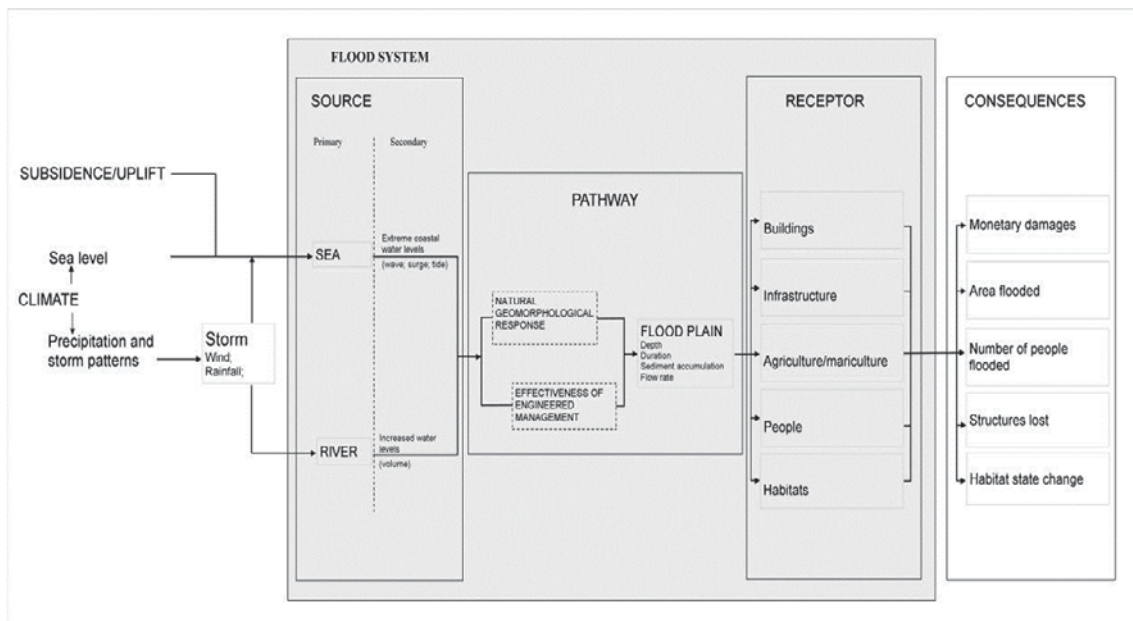 FLOOD SYSTEM
SOURCE
Primary
Secondary
SUBSIDENCE/UPLIFT
Sea level
CLIMATE
Precipitation and
storm patterns
Storm
Wind;
Rainfall;
SEA
Extreme coastal
water levels
(wave; surge; tide)
RIVER
Increased water
levels
(volume)
PATHWAY
NATURAL
GEOMORPHOLOGICAL
RESPONSE
EFFECTIVENESS OF
ENGINEERED
MANAGEMENT
FLOOD PLAIN
Depth
Duration
Sediment accumulation
Flow rate
RECEPTOR
Buildings
Infrastructure
Agriculture/mariculture
People
Habitats
CONSEQUENCES
Monetary damages
Area flooded
Number of people
flooded
Structures lost
Habitat state change